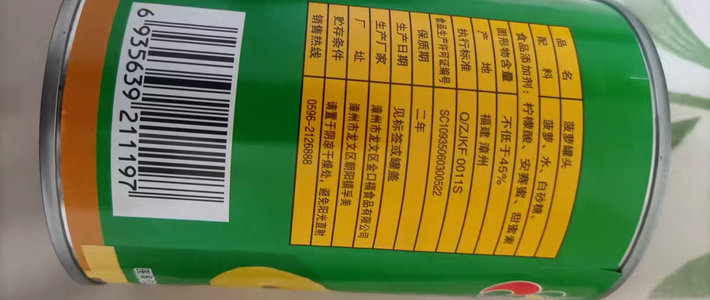 品名 菠萝罐头
配料 菠萝、水、白砂糖、
食品添加剂：柠檬酸、安赛蜜、甜蜜素
固形物含量 不低于45%
产地 福建 漳州
执行标准 Q/ZJKF 0011S
食品生产许可证编号 SC10935060300522
保质期 二年
生产日期 见标签或罐盖
生产厂家 漳州市龙文区金口福食品有限公司
厂址 漳州市龙文区朝阳镇孚美
贮存条件 请置于阴凉干燥处，避免阳光直射
销售热线 0596-2126888
6 935639 211197